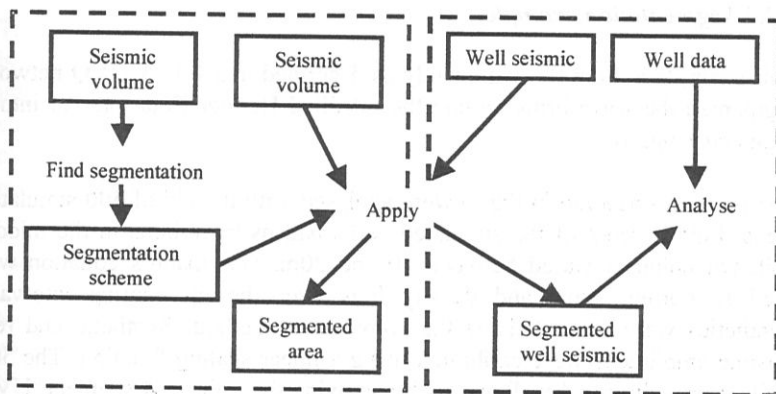 Seismic
volume
Seismic
volume
Well seismic
Well data
Find segmentation
Apply
Analyse
Segmentation
scheme
Segmented
area
Segmented
well seismic